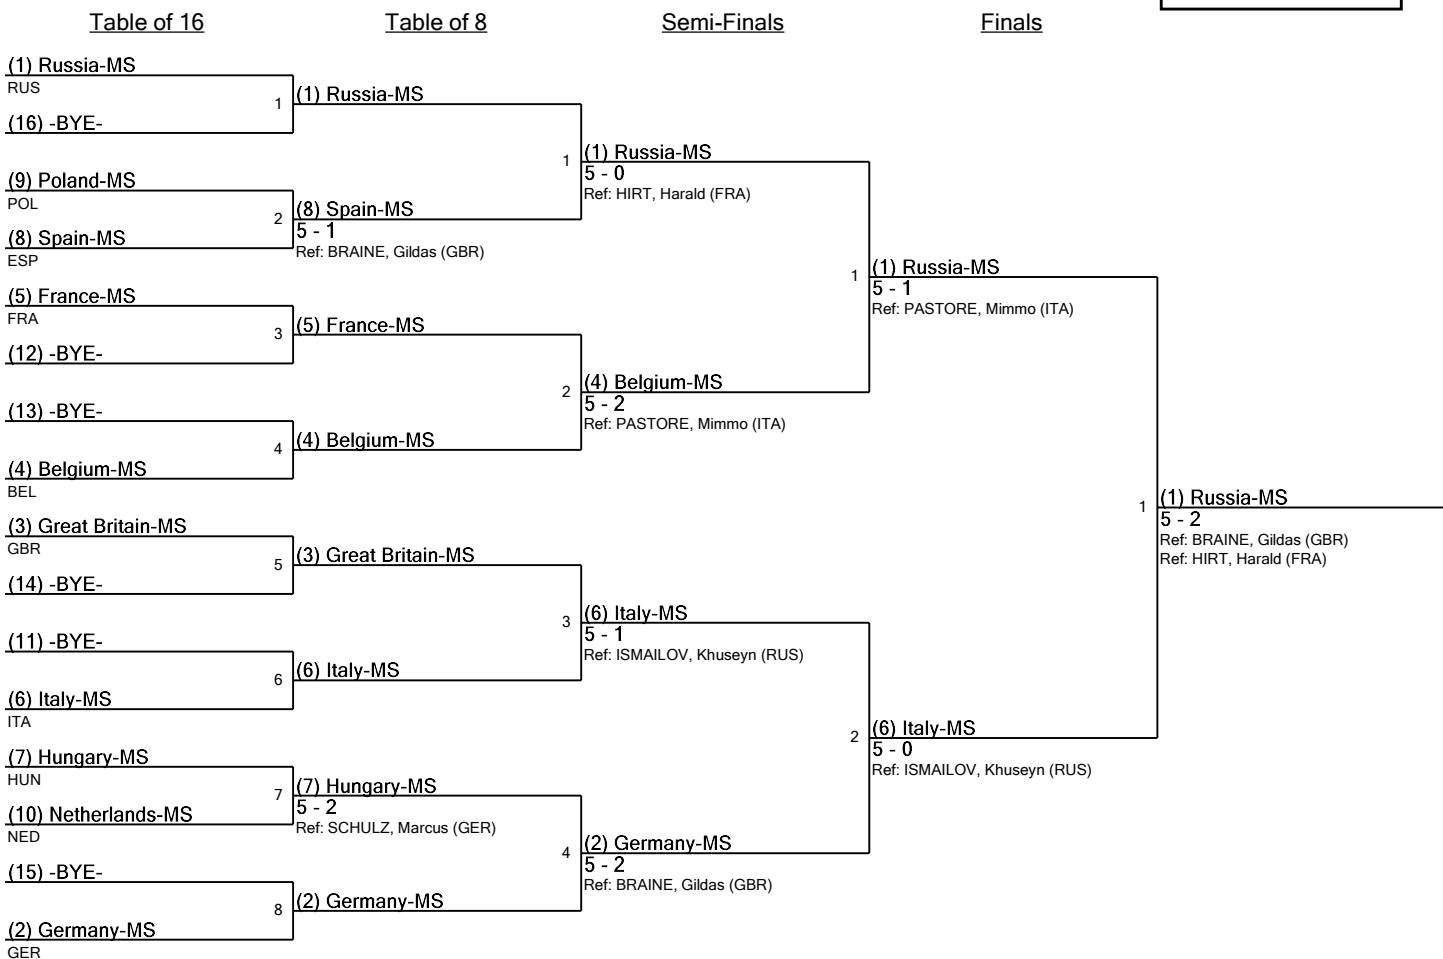 Table of 16
Table of 8
Semi-Finals
Finals
(1) Russia-MS
RUS
(16) -BYE-
(9) Poland-MS
POL
(8) Spain-MS
ESP
(5) France-MS
FRA
(12) -BYE-
(13) -BYE-
(4) Belgium-MS
BEL
(3) Great Britain-MS
GBR
(14) -BYE-
(11) -BYE-
(6) Italy-MS
ITA
(7) Hungary-MS
HUN
(10) Netherlands-MS
NED
(15) -BYE-
(2) Germany-MS
GER
1
(1) Russia-MS
2
(8) Spain-MS
5 - 1
Ref: BRAINE, Gildas (GBR)
3
(5) France-MS
4
(4) Belgium-MS
5
(3) Great Britain-MS
6
(6) Italy-MS
7
(7) Hungary-MS
5 - 2
Ref: SCHULZ, Marcus (GER)
8
(2) Germany-MS
1
(1) Russia-MS
5 - 0
Ref: HIRT, Harald (FRA)
2
(4) Belgium-MS
5 - 2
Ref: PASTORE, Mimmo (ITA)
3
(6) Italy-MS
5 - 1
Ref: ISMAILOV, Khuseyn (RUS)
4
(2) Germany-MS
5 - 2
Ref: BRAINE, Gildas (GBR)
1
(1) Russia-MS
5 - 1
Ref: PASTORE, Mimmo (ITA)
2
(6) Italy-MS
5 - 0
Ref: ISMAILOV, Khuseyn (RUS)
1
(1) Russia-MS
5 - 2
Ref: BRAINE, Gildas (GBR)
Ref: HIRT, Harald (FRA)